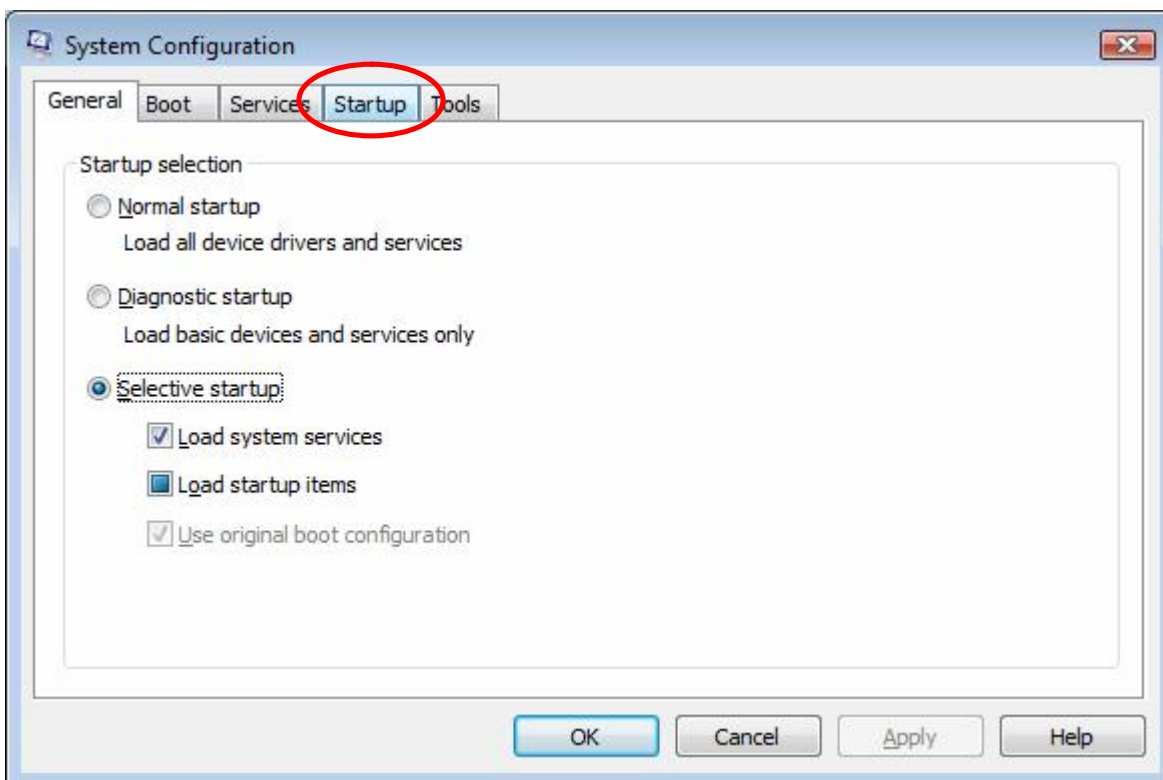 System Configuration
General Boot Services Startup Tools
Startup selection
Normal startup
Load all device drivers and services
Diagnostic startup
Load basic devices and services only
Selective startup
Load system services
Load startup items
Use original boot configuration
OK Cancel Apply Help